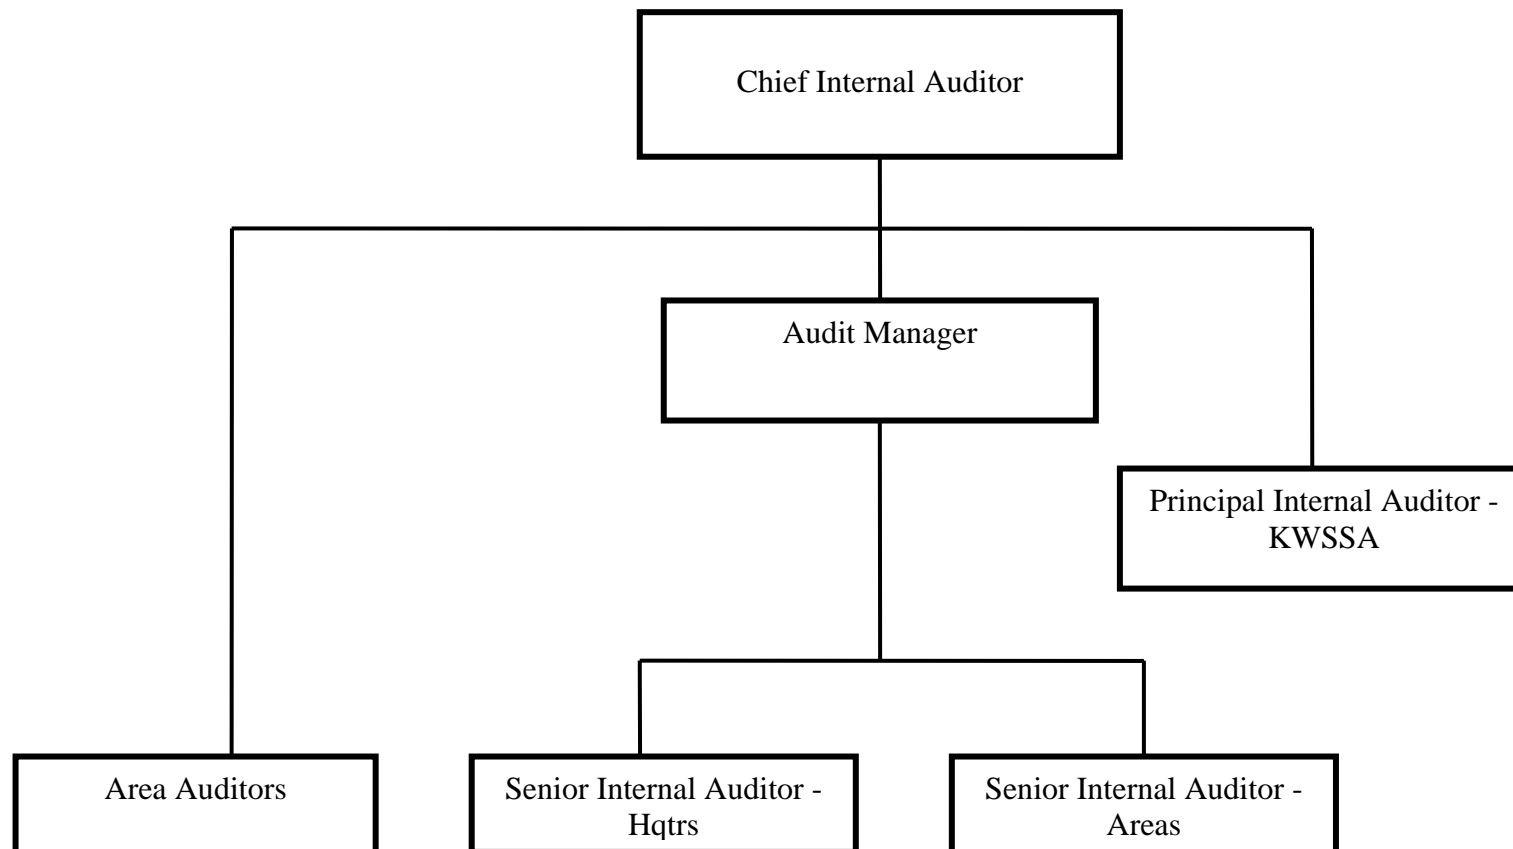 Chief Internal Auditor
Audit Manager
Principal Internal Auditor -
KWSSA
Area Auditors
Senior Internal Auditor -
Hqtrs
Senior Internal Auditor -
Areas